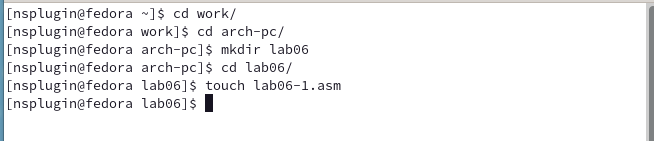 [nsplugin@fedora ~]$ cd work/
[nsplugin@fedora work]$ cd arch-pc/
[nsplugin@fedora arch-pc]$ mkdir lab06
[nsplugin@fedora arch-pc]$ cd lab06/
[nsplugin@fedora lab06]$ touch lab06-1.asm
[nsplugin@fedora lab06]$